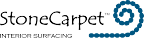 StoneCarpet™
INTERIOR SURFACING